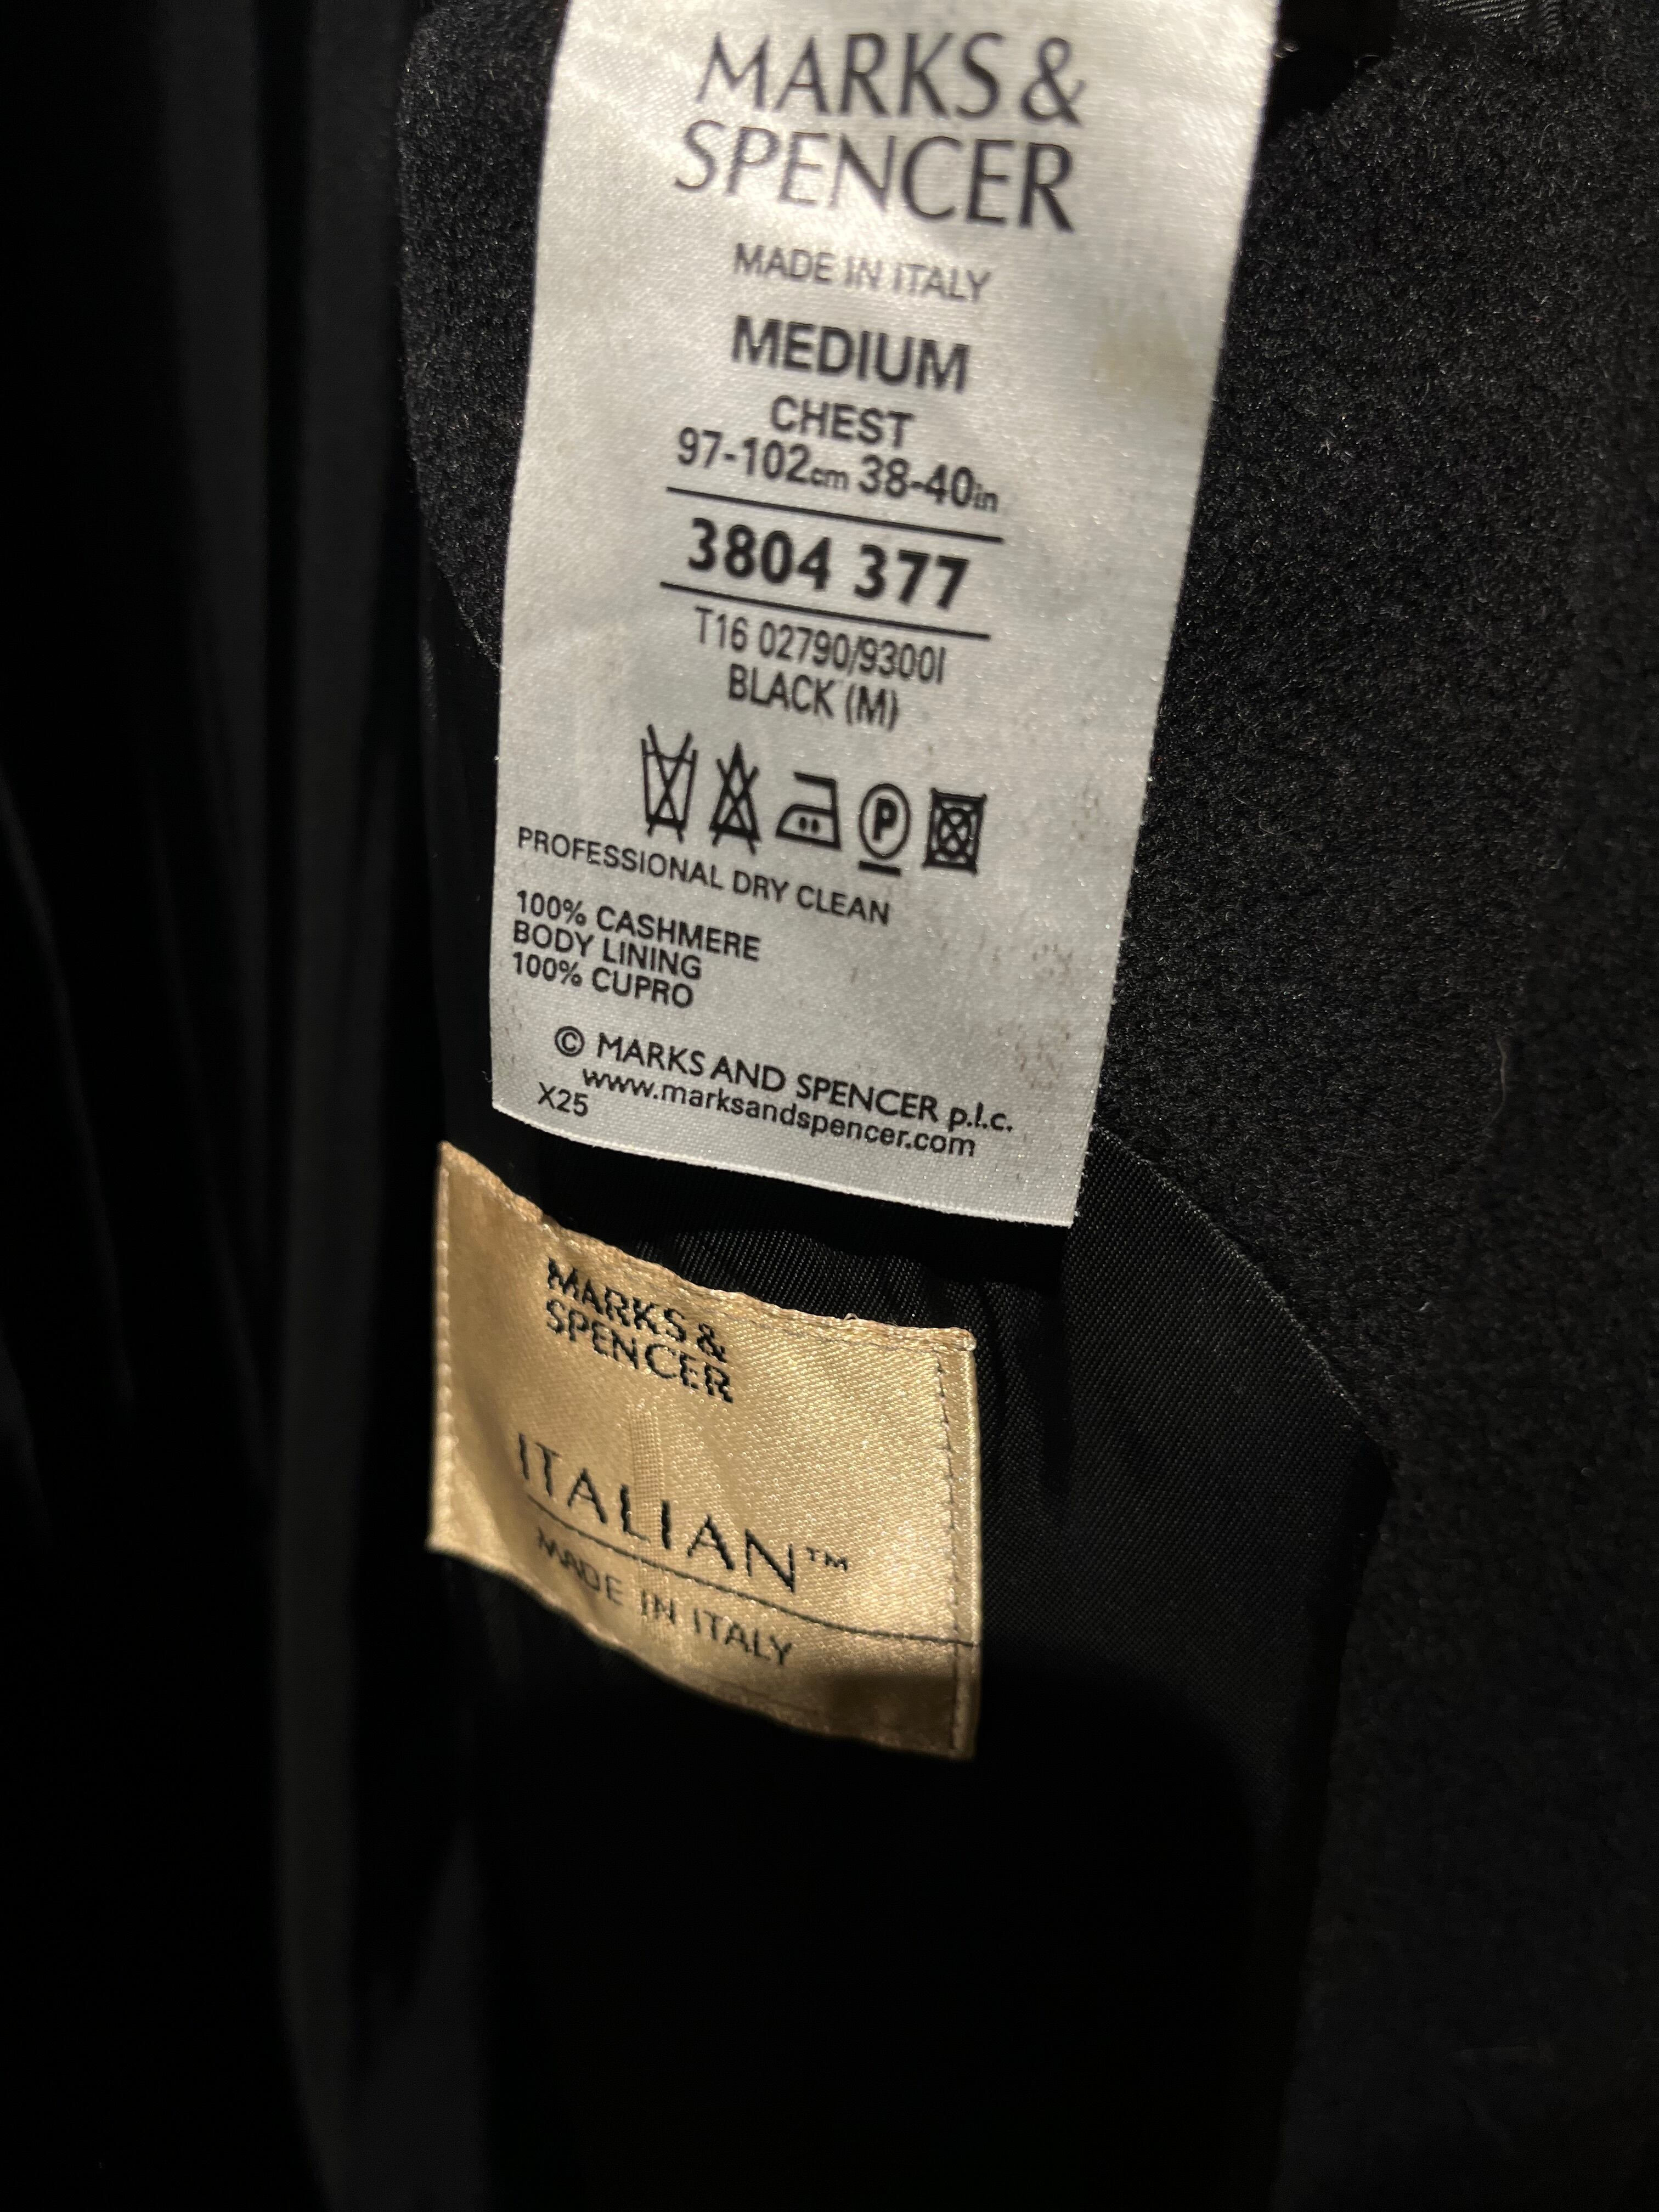 MARKS &
SPENCER
MADE IN ITALY
MEDIUM
CHEST
97-102cm 38-40in
3804 377
T16 02790/9300I
BLACK (M)
P
PROFESSIONAL DRY CLEAN
100% CASHMERE
BODY LINING
100% CUPRO
© MARKS AND SPENCER p.l.c.
www.marksandspencer.com
X25
MARKS &
SPENCER
ITALIAN™
MADE IN ITALY